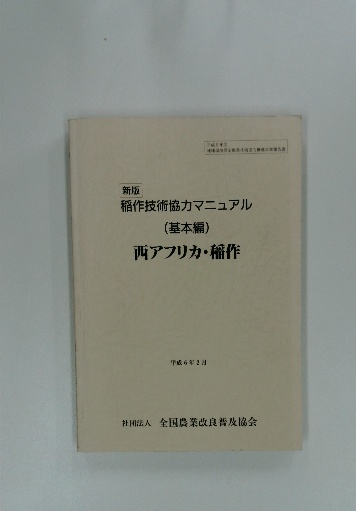 新版
稲作技術協力マニュアル
(基本編)
西アフリカ・稲作
平成6年2月
社団法人 全国農業改良普及協会